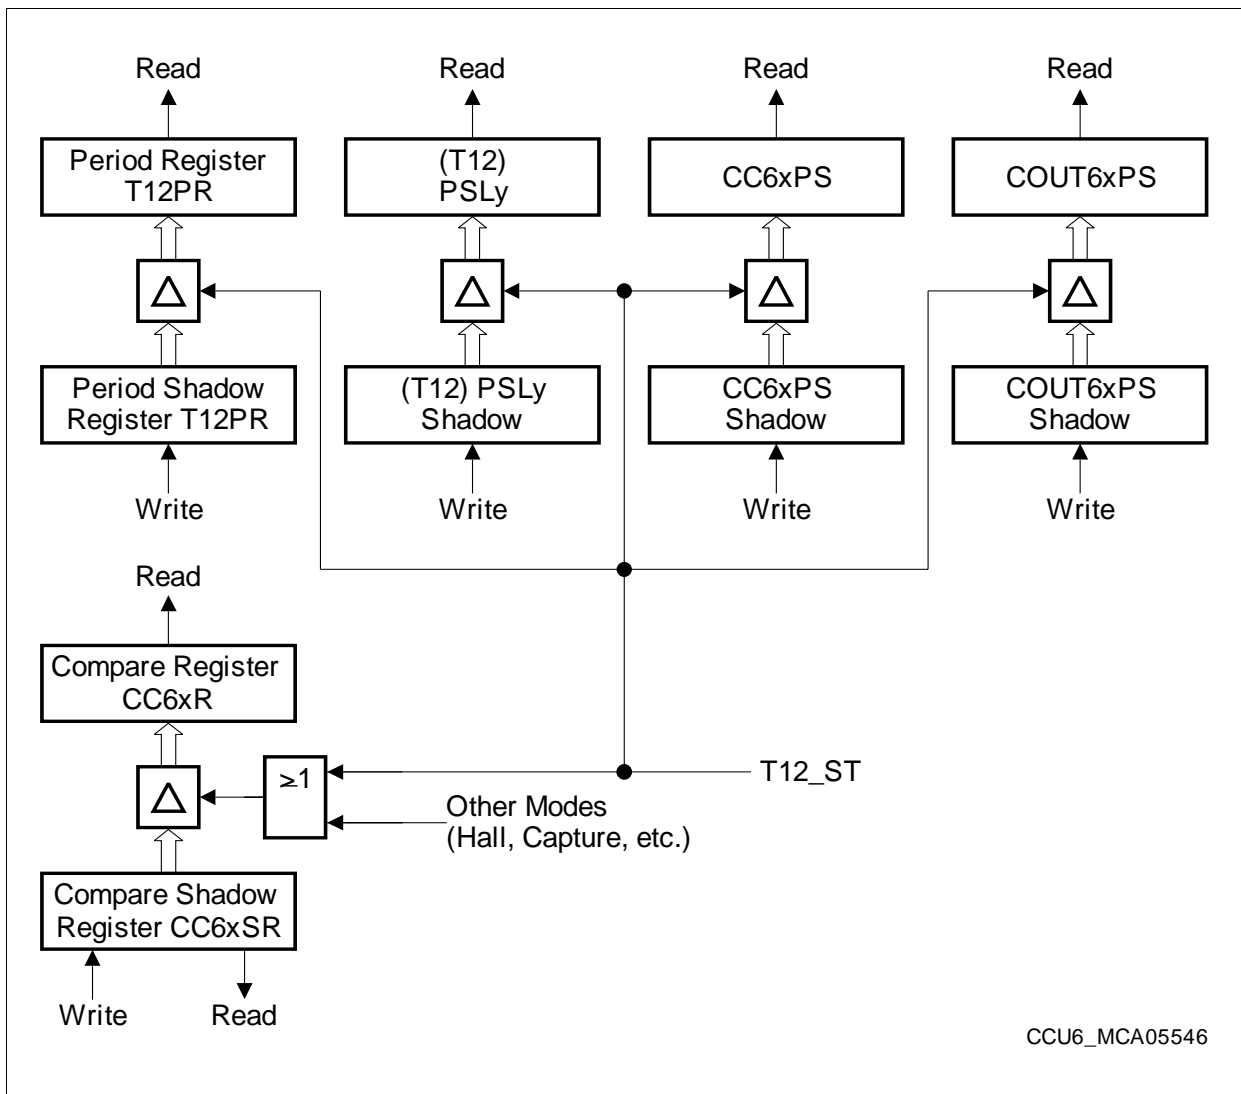 Read
Read
Read
Read
Period Register
T12PR
(T12)
PSLy
CC6xPS
COUT6xPS
Period Shadow
Register T12PR
(T12) PSLy
Shadow
CC6xPS
Shadow
COUT6xPS
Shadow
Write
Write
Write
Write
Read
Compare Register
CC6xR
≥1
T12_ST
Other Modes
(Hall, Capture, etc.)
Compare Shadow
Register CC6xSR
Write
Read
CCU6_MCA05546